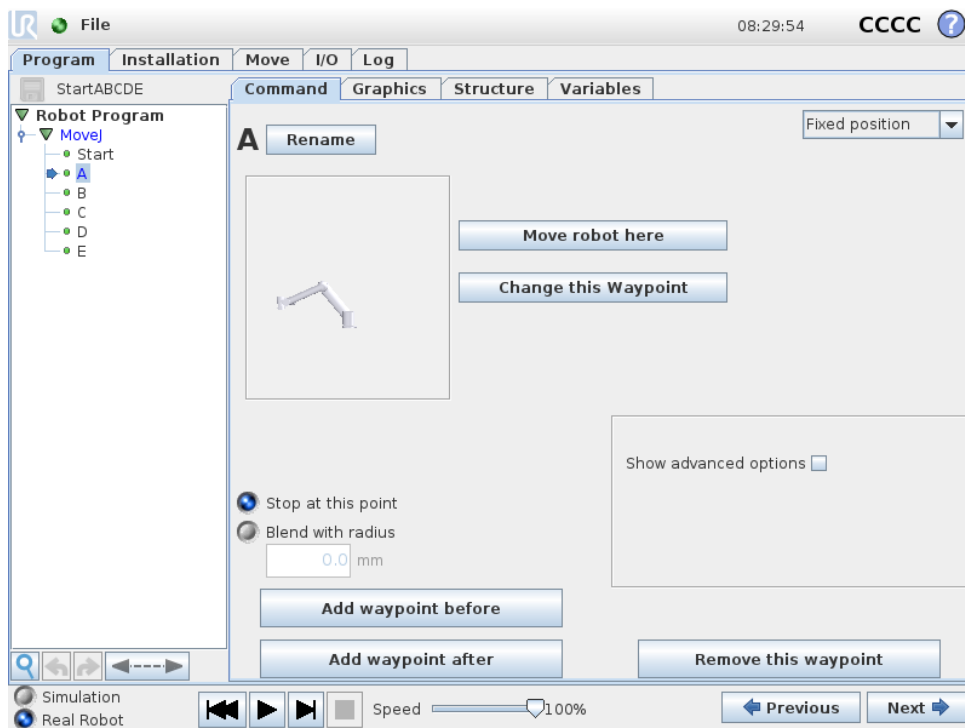 UR File 08:29:54 CCCC ?
Program Installation Move I/O Log
StartABCDE Command Graphics Structure Variables
Robot Program
MoveJ
Start
A
B
C
D
E
A Rename Fixed position
Move robot here
Change this Waypoint
Show advanced options
Stop at this point
Blend with radius
0.0 mm
Add waypoint before
Add waypoint after Remove this waypoint
Simulation
Real Robot
Speed 100% Previous Next